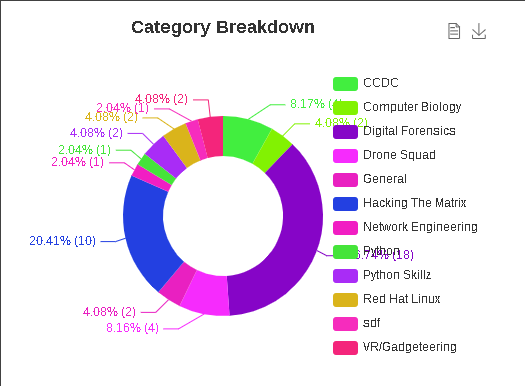 Category Breakdown
4.08% (2)
2.04% (1)
4.08% (2)
4.08% (2)
2.04% (1)
2.04% (1)
20.41% (10)
4.08% (2)
8.16% (4)
8.17%
4.08% (2)
(18)
CCDC
Computer Biology
Digital Forensics
Drone Squad
General
Hacking The Matrix
Network Engineering
Python
Python Skillz
Red Hat Linux
sdf
VR/Gadgeteering